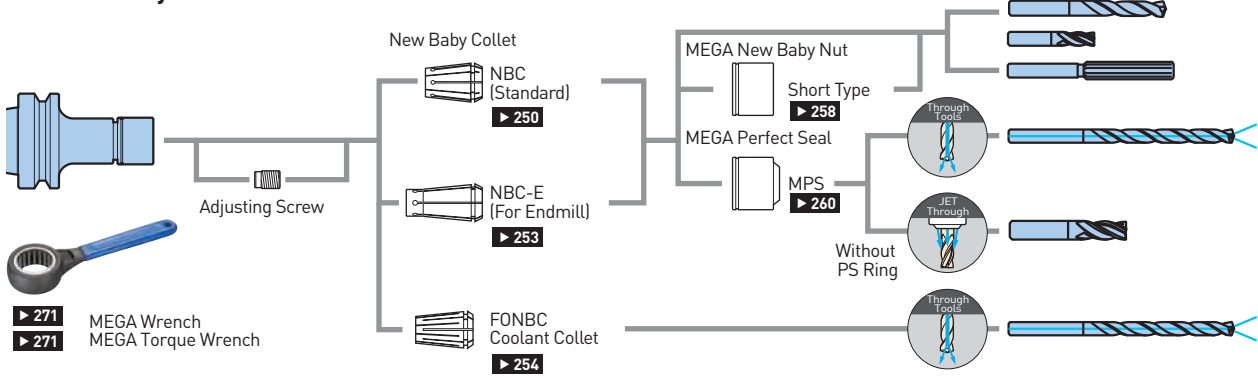 New Baby Collet
NBC
(Standard)
▶ 250
NBC-E
(For Endmill)
▶ 253
FONBC
Coolant Collet
▶ 254
Adjusting Screw
▶ 271 MEGA Wrench
▶ 271 MEGA Torque Wrench
MEGA New Baby Nut
Short Type
▶ 258
MEGA Perfect Seal
MPS
▶ 260
Without
PS Ring
Through
Tools
JET
Through
Through
Tools